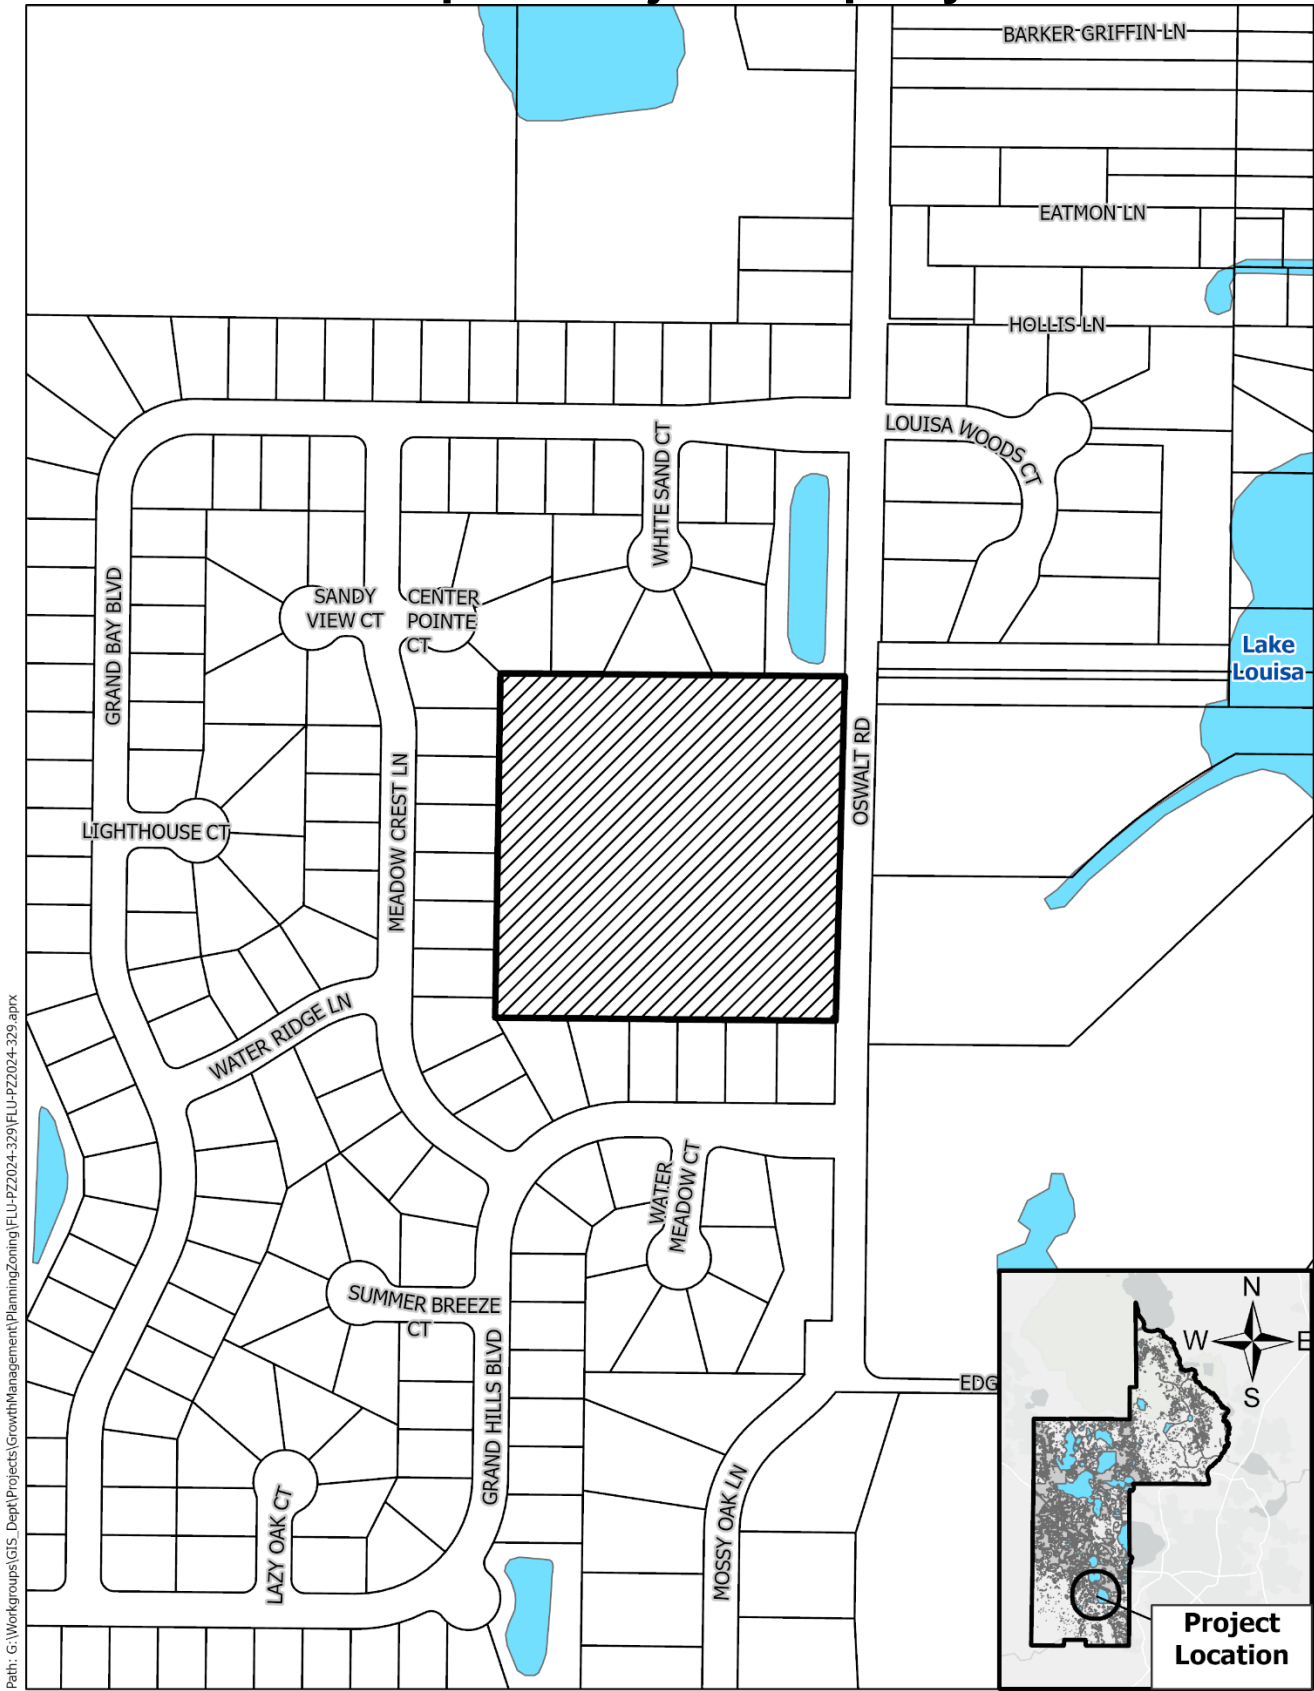 BARKER GRIFFIN LN
EATMON LN
HOLLIS LN
LOUISA WOODS CT
WHITE SAND CT
GRAND BAY BLVD
SANDY
VIEW CT
CENTER
POINTE
CT
Lake
Louisa
OSWALT RD
MEADOW CREST LN
LIGHTHOUSE CT
WATER RIDGE LN
WATER
MEADOW CT
SUMMER BREEZE
CT
GRAND HILLS BLVD
EDG
LAZY OAK CT
MOSSY OAK LN
N
W
E
S
Project
Location
Path: G:\Workgroups\GIS_Dept\Projects\GrowthManagement\PlanningZoning\FLU-PZ2024-329\FLU-PZ2024-329.aprx